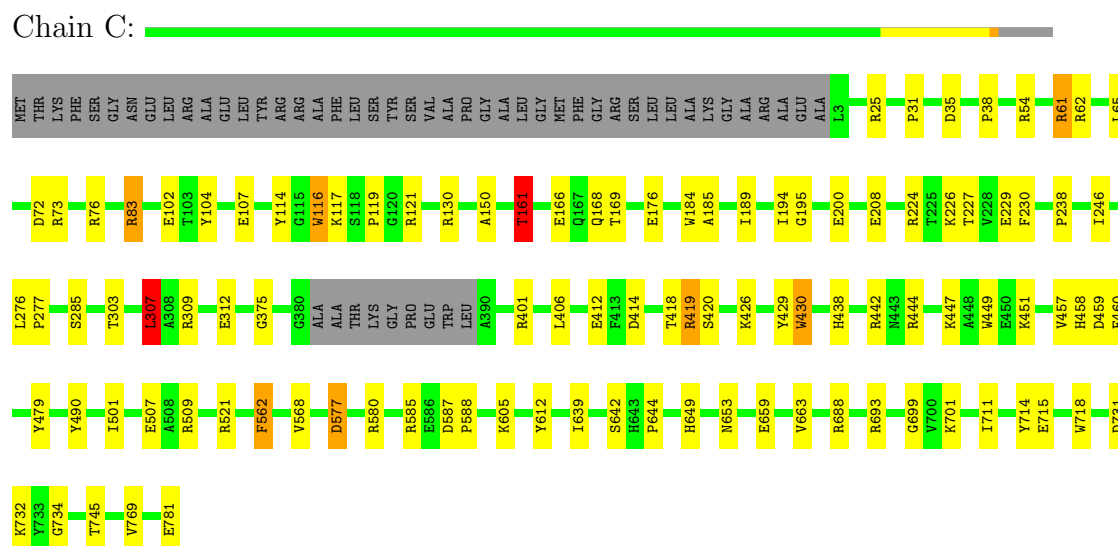 Chain C:
MET THR LYS PHE SER GLY ASN GLU LEU ARG ALA GLU LEU TYR ARG ARG ALA PHE LEU SER TYR SER VAL ALA PRO GLY ALA LEU GLY MET PHE GLY ARG SER LEU LEU ALA LYS GLY ALA ARG ALA GLU ALA L3 R25 P31 D35 P38 R54 R61 R62 L65
D72 R73 R76 R83 E102 T103 Y104 E107 Y114 G115 W116 K117 S118 P119 G120 R121 R130 A150 T161 E166 Q167 Q168 T169 E176 W184 A185 I189 I194 G195 E200 E208 R224 T225 K226 T227 V228 E229 F230 P238 I246
L276 P277 S285 T303 L307 A308 R309 E312 G375 G380 ALA ALA THR LYS GLY PRO GLU TRP LEU A390 R401 L406 E412 F413 D414 T418 R419 S420 K426 Y429 W430 H438 R442 N443 R444 K447 A448 W449 E450 K451 V457 H458 D459 E460
Y479 Y490 I501 E507 A508 R509 R521 F562 V568 D577 R580 R585 E586 D587 P588 K605 Y612 I639 S642 H643 P644 H649 N653 E659 V663 R688 R693 G699 V700 K701 I711 Y714 E715 W718 D731
K732 Y733 G734 T745 V769 E781